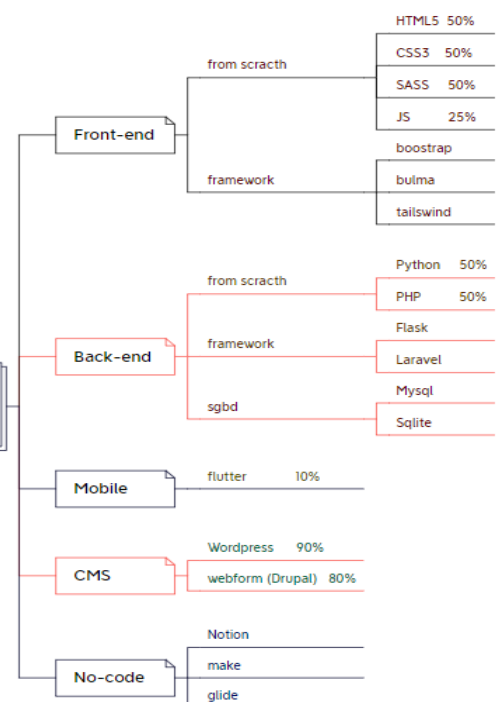 HTML5 50%
CSS3 50%
from scracth
SASS 50%
JS 25%
Front-end
boostrap
framework
bulma
tailswind
Python 50%
from scracth
PHP 50%
Flask
framework
Back-end
Laravel
Mysql
sgbd
Sqlite
flutter 10%
Mobile
Wordpress 90%
CMS
webform (Drupal) 80%
Notion
make
No-code
glide